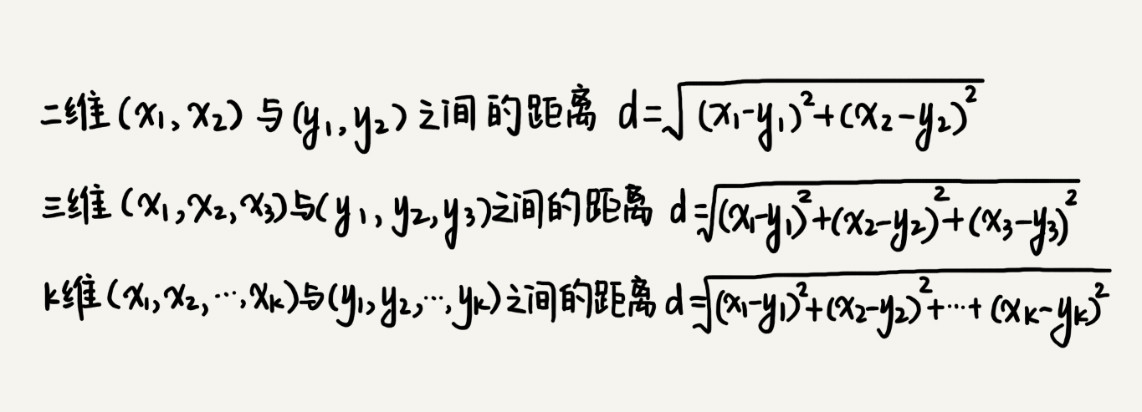 二维(x₁,x₂)与(y₁,y₂)之间的距离 d=√((x₁-y₁)²+(x₂-y₂)²)
三维(x₁,x₂,x₃)与(y₁,y₂,y₃)之间的距离 d=√((x₁-y₁)²+(x₂-y₂)²+(x₃-y₃)²)
k维(x₁,x₂,…,xₖ)与(y₁,y₂,…,yₖ)之间的距离 d=√((x₁-y₁)²+(x₂-y₂)²+…+(xₖ-yₖ)²)